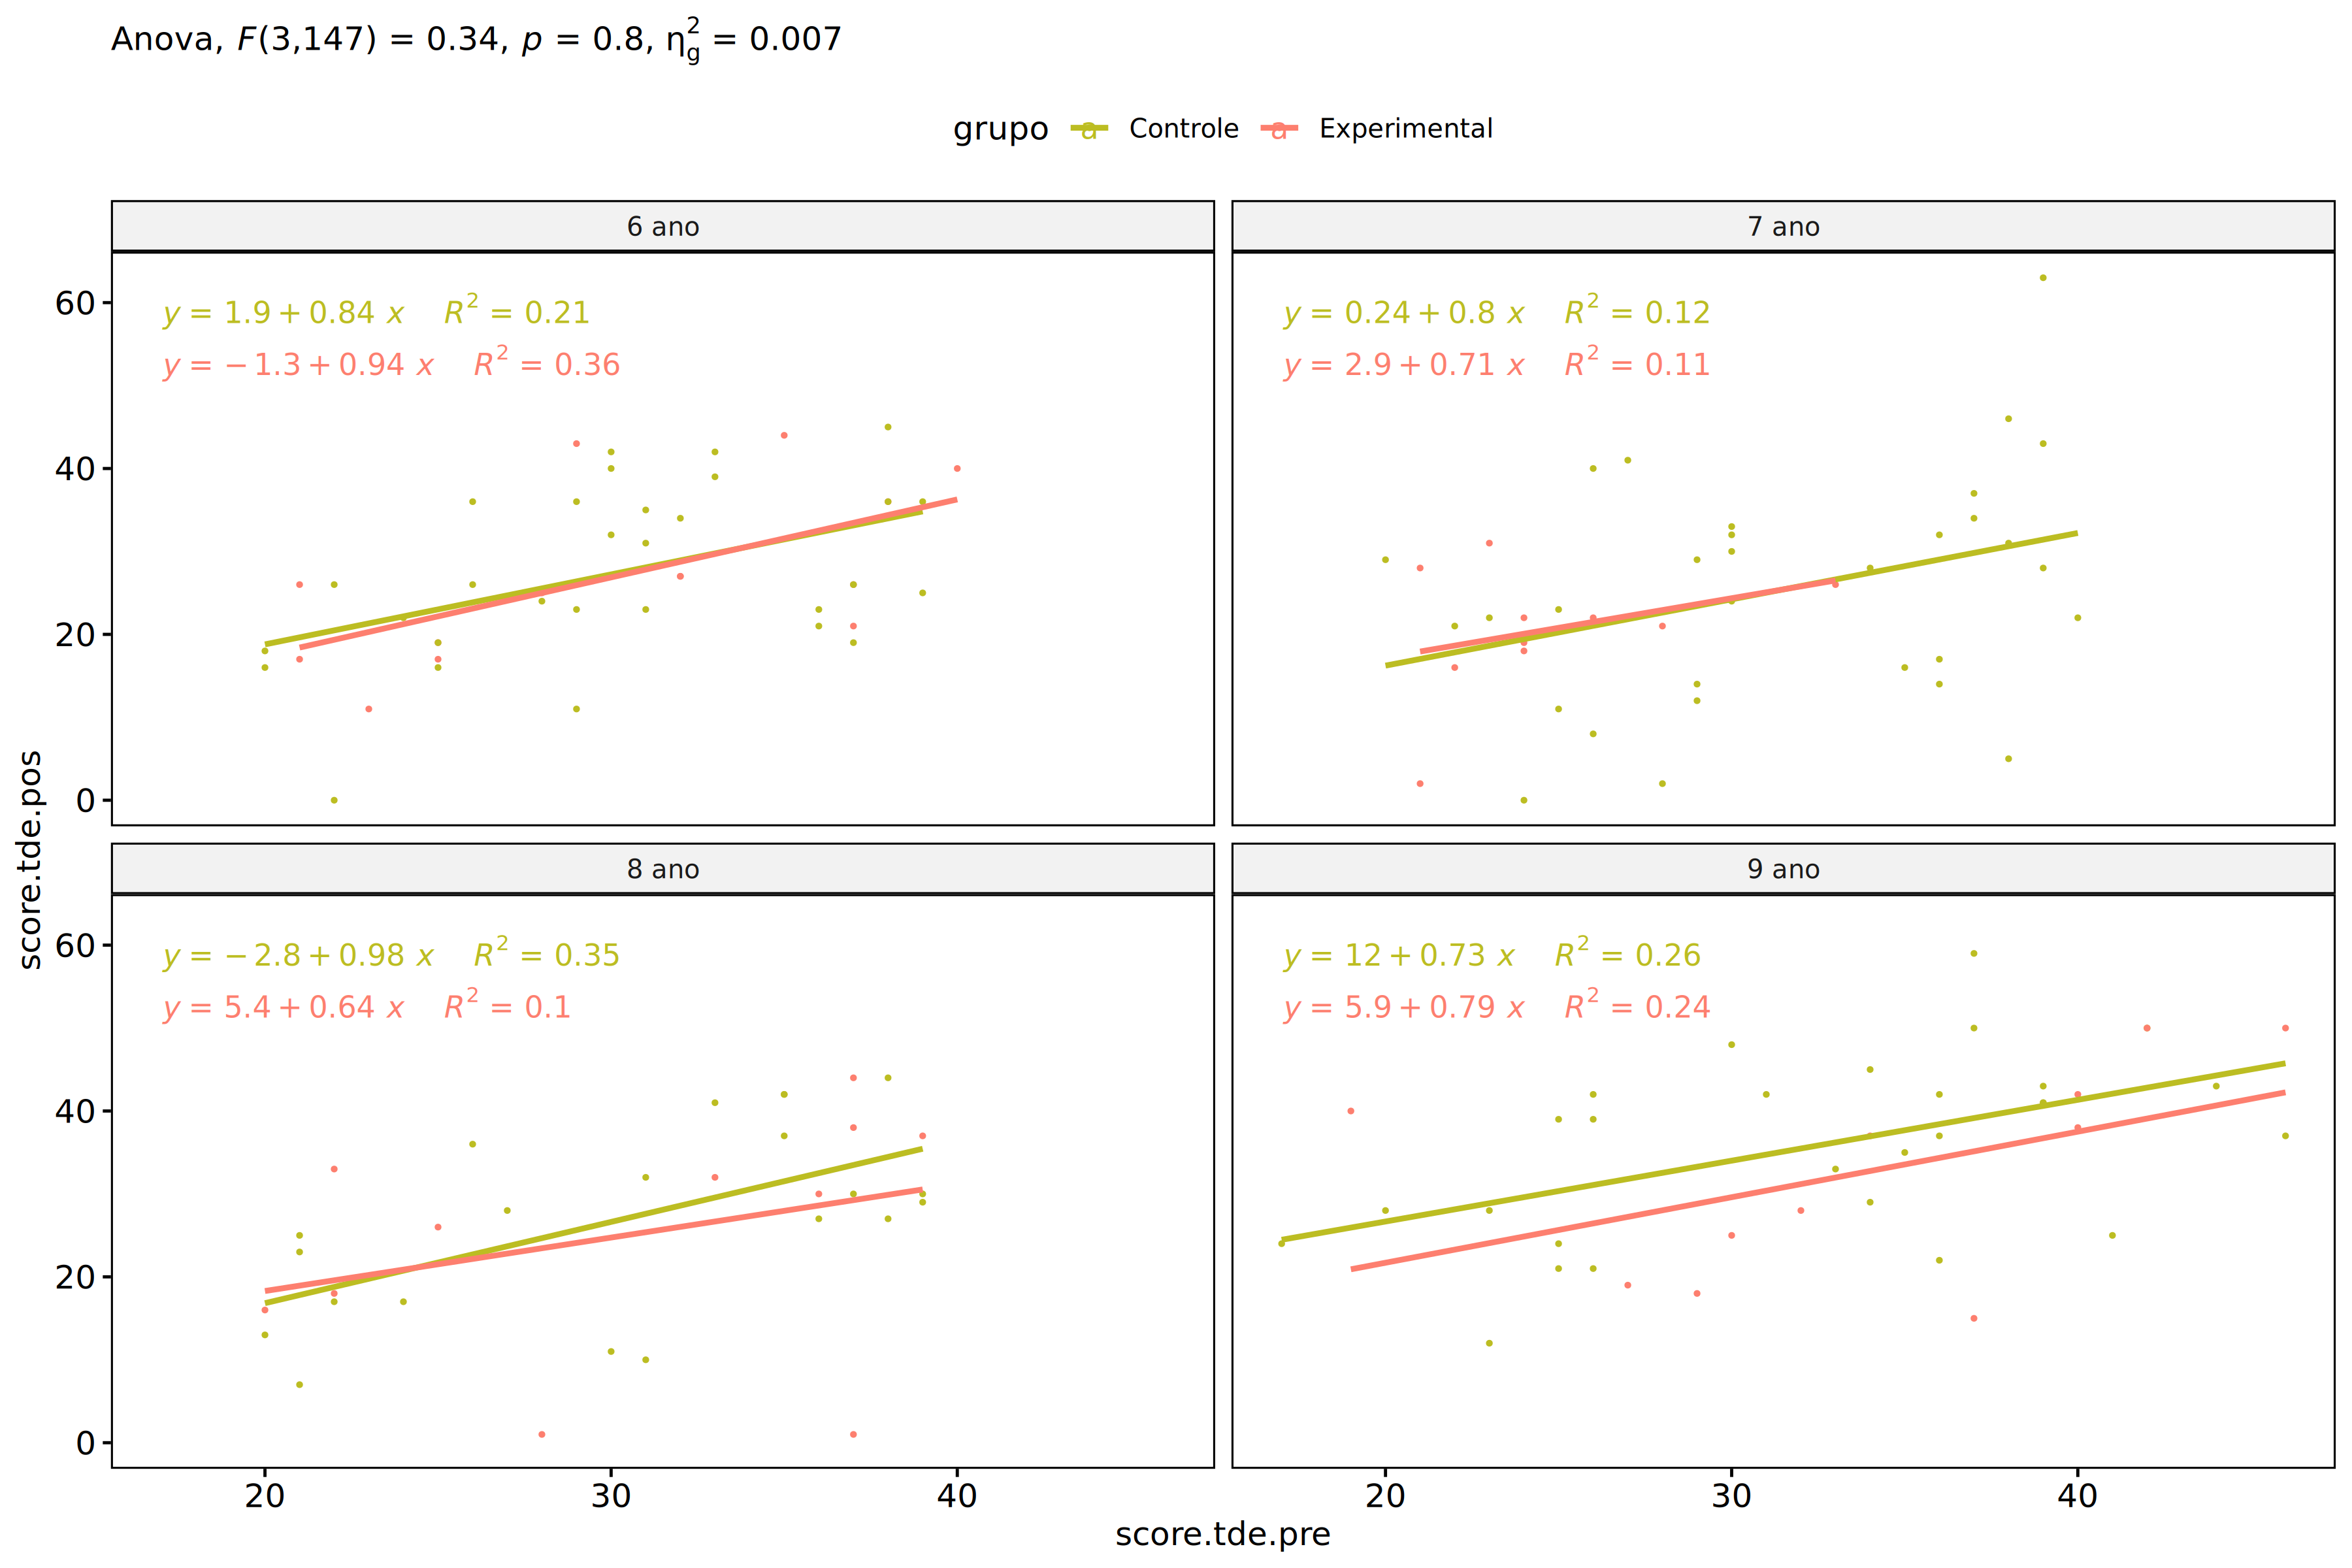 Anova, F(3,147) = 0.34, p = 0.8, η²g = 0.007
grupo a Controle a Experimental
6 ano
7 ano
60
40
20
0
y = 1.9 + 0.84 x R² = 0.21
y = − 1.3 + 0.94 x R² = 0.36
y = 0.24 + 0.8 x R² = 0.12
y = 2.9 + 0.71 x R² = 0.11
8 ano
9 ano
60
40
20
0
y = − 2.8 + 0.98 x R² = 0.35
y = 5.4 + 0.64 x R² = 0.1
y = 12 + 0.73 x R² = 0.26
y = 5.9 + 0.79 x R² = 0.24
score.tde.pos
20 30 40
20 30 40
score.tde.pre